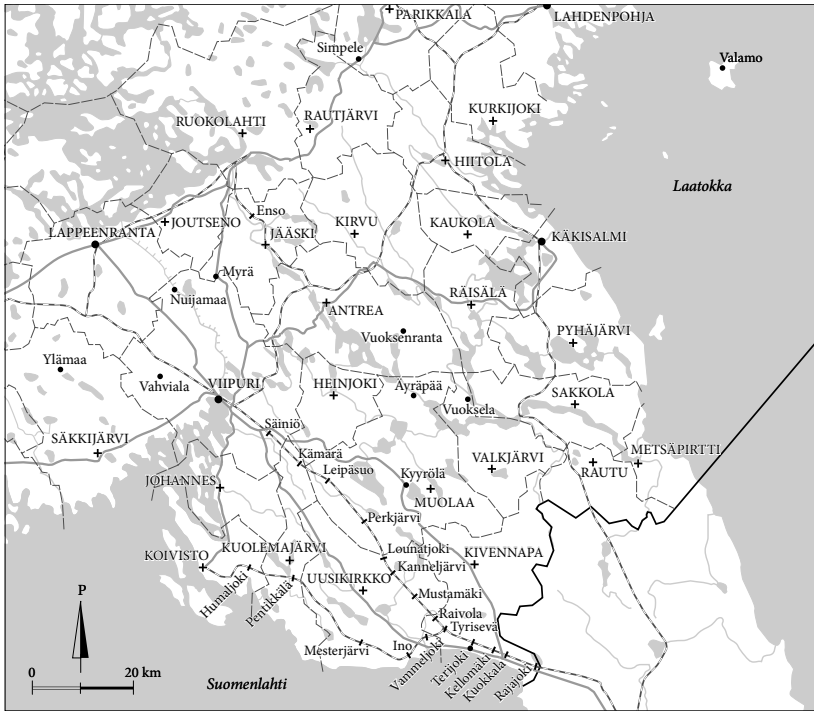 PARIKKALA
LAHDENPOHJA
Simpele
Valamo
KURKIJOKI
RUOKOLAHTI
RAUTJÄRVI
HIITOLA
Laatokka
Enso
JOUTSENO
KIRVU
KAUKOLA
LAPPEENRANTA
JÄÄSKI
KÄKISALMI
Myrä
Nuijamaa
RÄISÄLÄ
ANTREA
Vuoksenranta
PYHÄJÄRVI
Ylämaa
Vahviala
VIIPURI
HEINJOKI
Äyräpää
SAKKOLA
Vuoksela
Säiniö
SÄKKIJÄRVI
Kämärä
METSÄPIRTTI
VALKJÄRVI
RAUTU
Leipäsuo
Kyyrölä
JOHANNES
MUOLAA
Perkjärvi
KUOLEMAJÄRVI
Lounatjoki
KOIVISTO
KIVENNAPA
Kanneljärvi
Humaljoki
Pentikkälä
UUSIKIRKKO
Mustamäki
Raivola
Tyrisevä
Mesterjärvi
Ino
Vammeljoki
Terijoki
Kellomäki
Kuokkala
Rajajoki
P
0 20 km
Suomenlahti